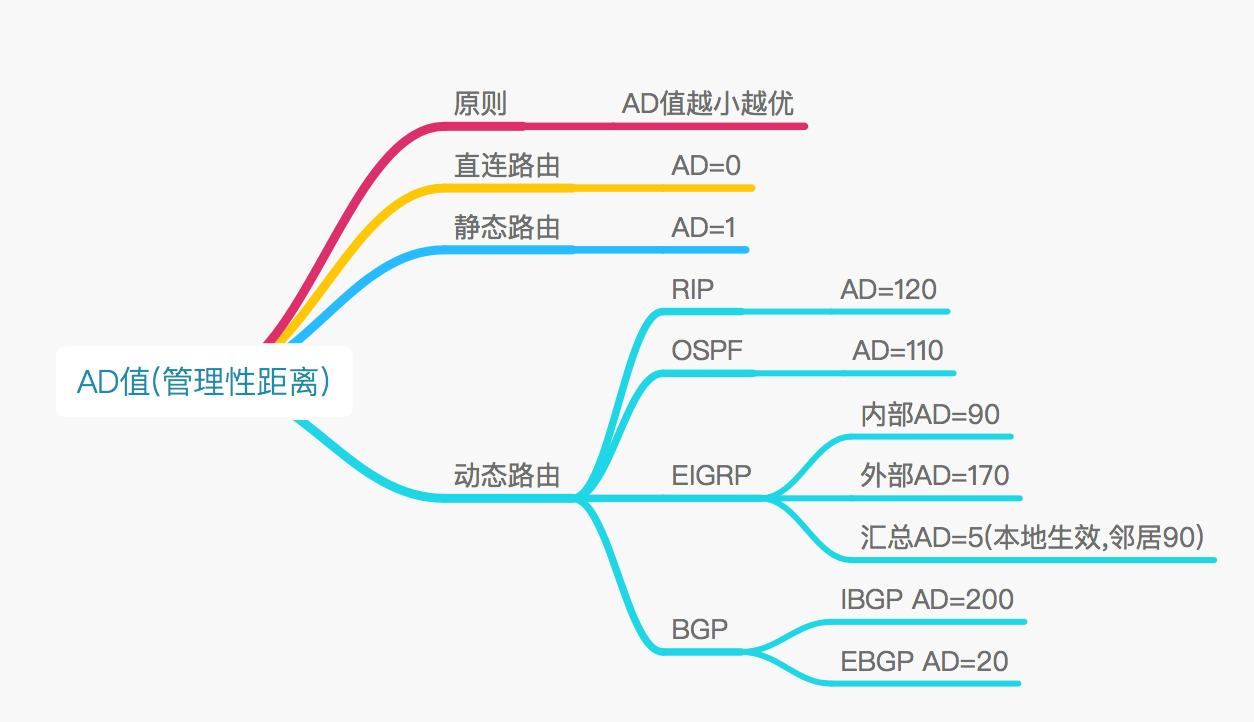 原则 AD值越小越优
直连路由 AD=0
静态路由 AD=1
RIP AD=120
OSPF AD=110
AD值(管理性距离)
内部AD=90
动态路由 EIGRP 外部AD=170
汇总AD=5(本地生效,邻居90)
IBGP AD=200
BGP
EBGP AD=20